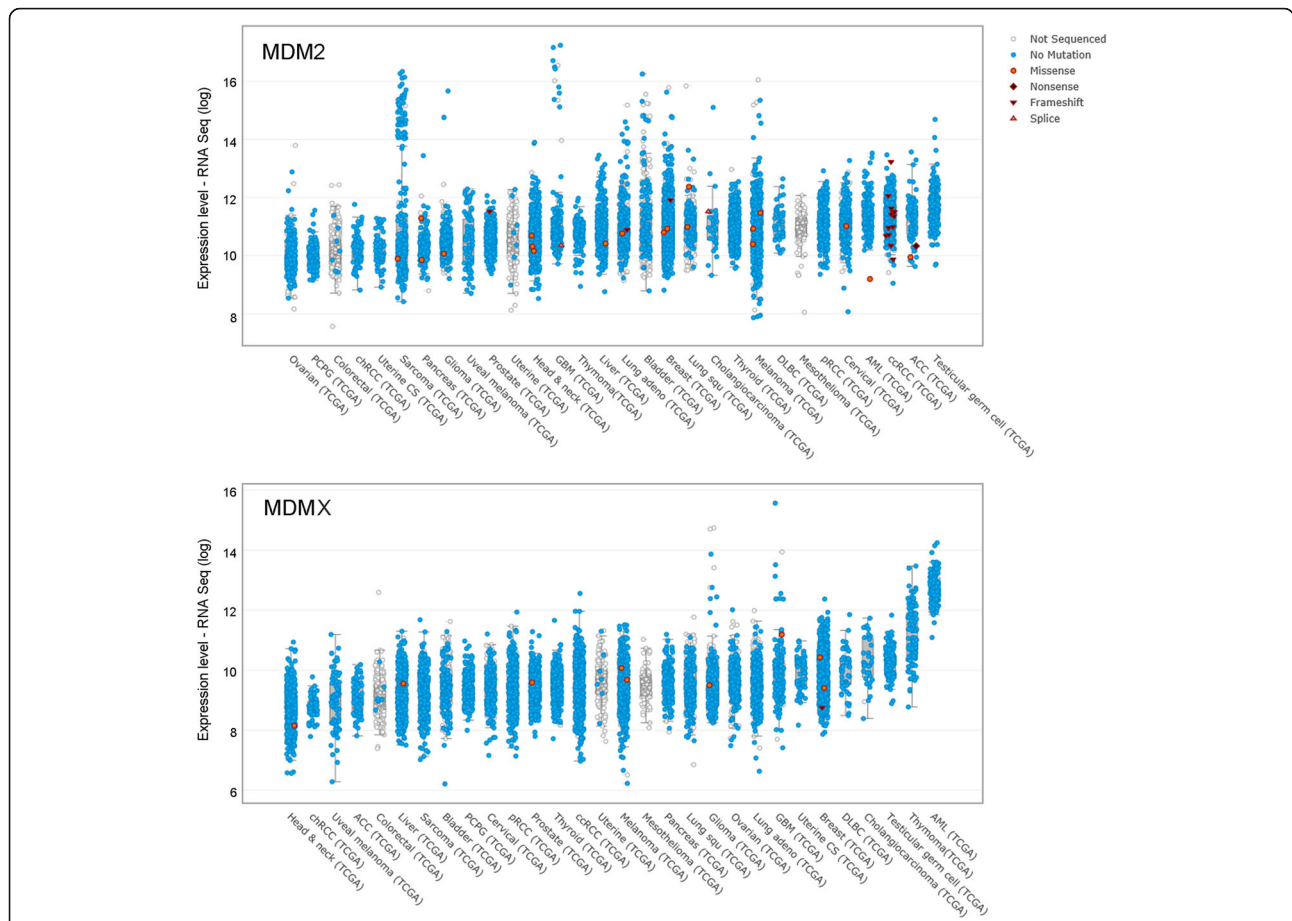 MDM2
Expression level - RNA Seq (log)
16
14
12
10
8
Not Sequenced
No Mutation
Missense
Nonsense
Frameshift
Splice
Ovarian (TCGA)
PCPG (TCGA)
Colorectal (TCGA)
chRCC (TCGA)
Uterine CS (TCGA)
Sarcoma (TCGA)
Pancreas (TCGA)
Glioma (TCGA)
Uveal melanoma (TCGA)
Prostate (TCGA)
Uterine (TCGA)
Head & neck (TCGA)
GBM (TCGA)
Thymoma(TCGA)
Liver (TCGA)
Lung adeno (TCGA)
Bladder (TCGA)
Breast (TCGA)
Lung squ (TCGA)
Cholangiocarcinoma (TCGA)
Thyroid (TCGA)
Melanoma (TCGA)
DLBC (TCGA)
Mesothelioma (TCGA)
pRCC (TCGA)
Cervical (TCGA)
AML (TCGA)
ccRCC (TCGA)
ACC (TCGA)
Testicular germ cell (TCGA)
MDMX
Expression level - RNA Seq (log)
16
14
12
10
8
6
Head & neck (TCGA)
chRCC (TCGA)
Uveal melanoma (TCGA)
ACC (TCGA)
Colorectal (TCGA)
Liver (TCGA)
Sarcoma (TCGA)
Bladder (TCGA)
PCPG (TCGA)
Cervical (TCGA)
pRCC (TCGA)
Prostate (TCGA)
Thyroid (TCGA)
ccRCC (TCGA)
Uterine (TCGA)
Melanoma (TCGA)
Mesothelioma (TCGA)
Pancreas (TCGA)
Lung squ (TCGA)
Glioma (TCGA)
Ovarian (TCGA)
Lung adeno (TCGA)
GBM (TCGA)
Uterine CS (TCGA)
Breast (TCGA)
DLBC (TCGA)
Cholangiocarcinoma (TCGA)
Testicular germ cell (TCGA)
Thymoma(TCGA)
AML (TCGA)